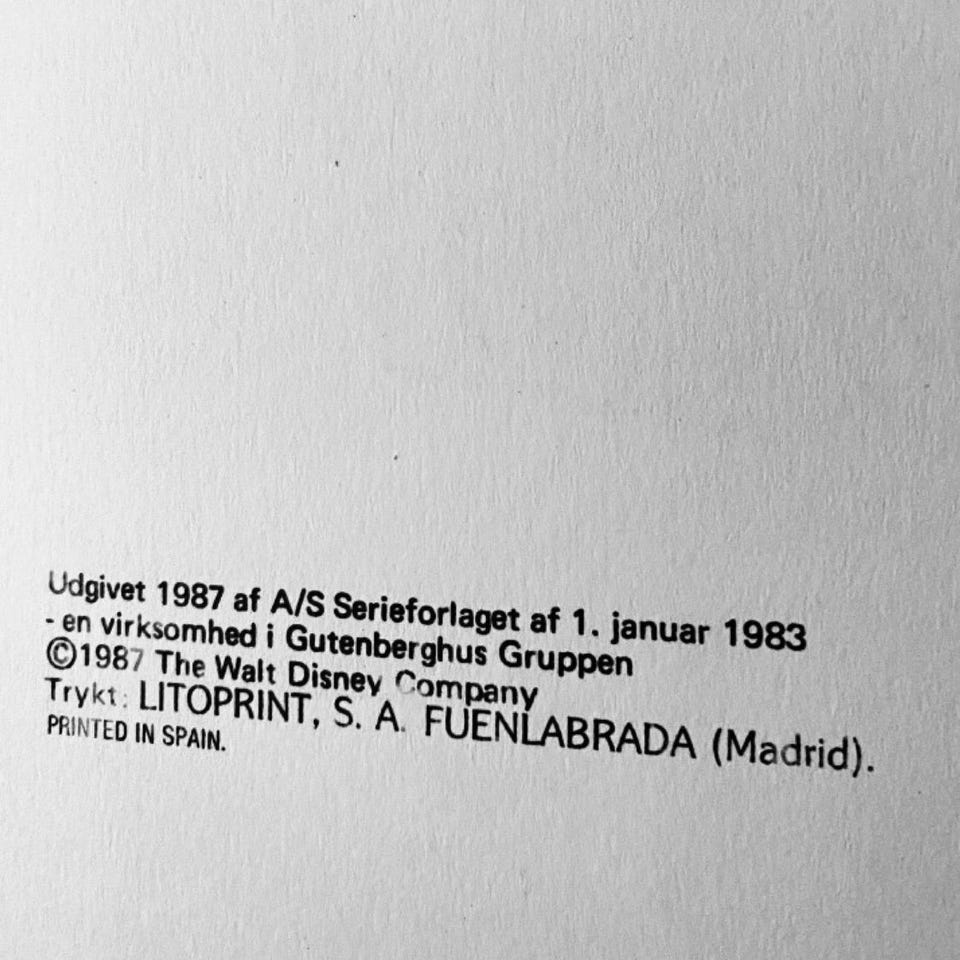 Udgivet 1987 af A/S Serieforlaget af 1. januar 1983
- en virksomhed i Gutenberghus Gruppen
©1987 The Walt Disney Company
Trykt: LITOPRINT, S. A. FUENLABRADA (Madrid).
PRINTED IN SPAIN.